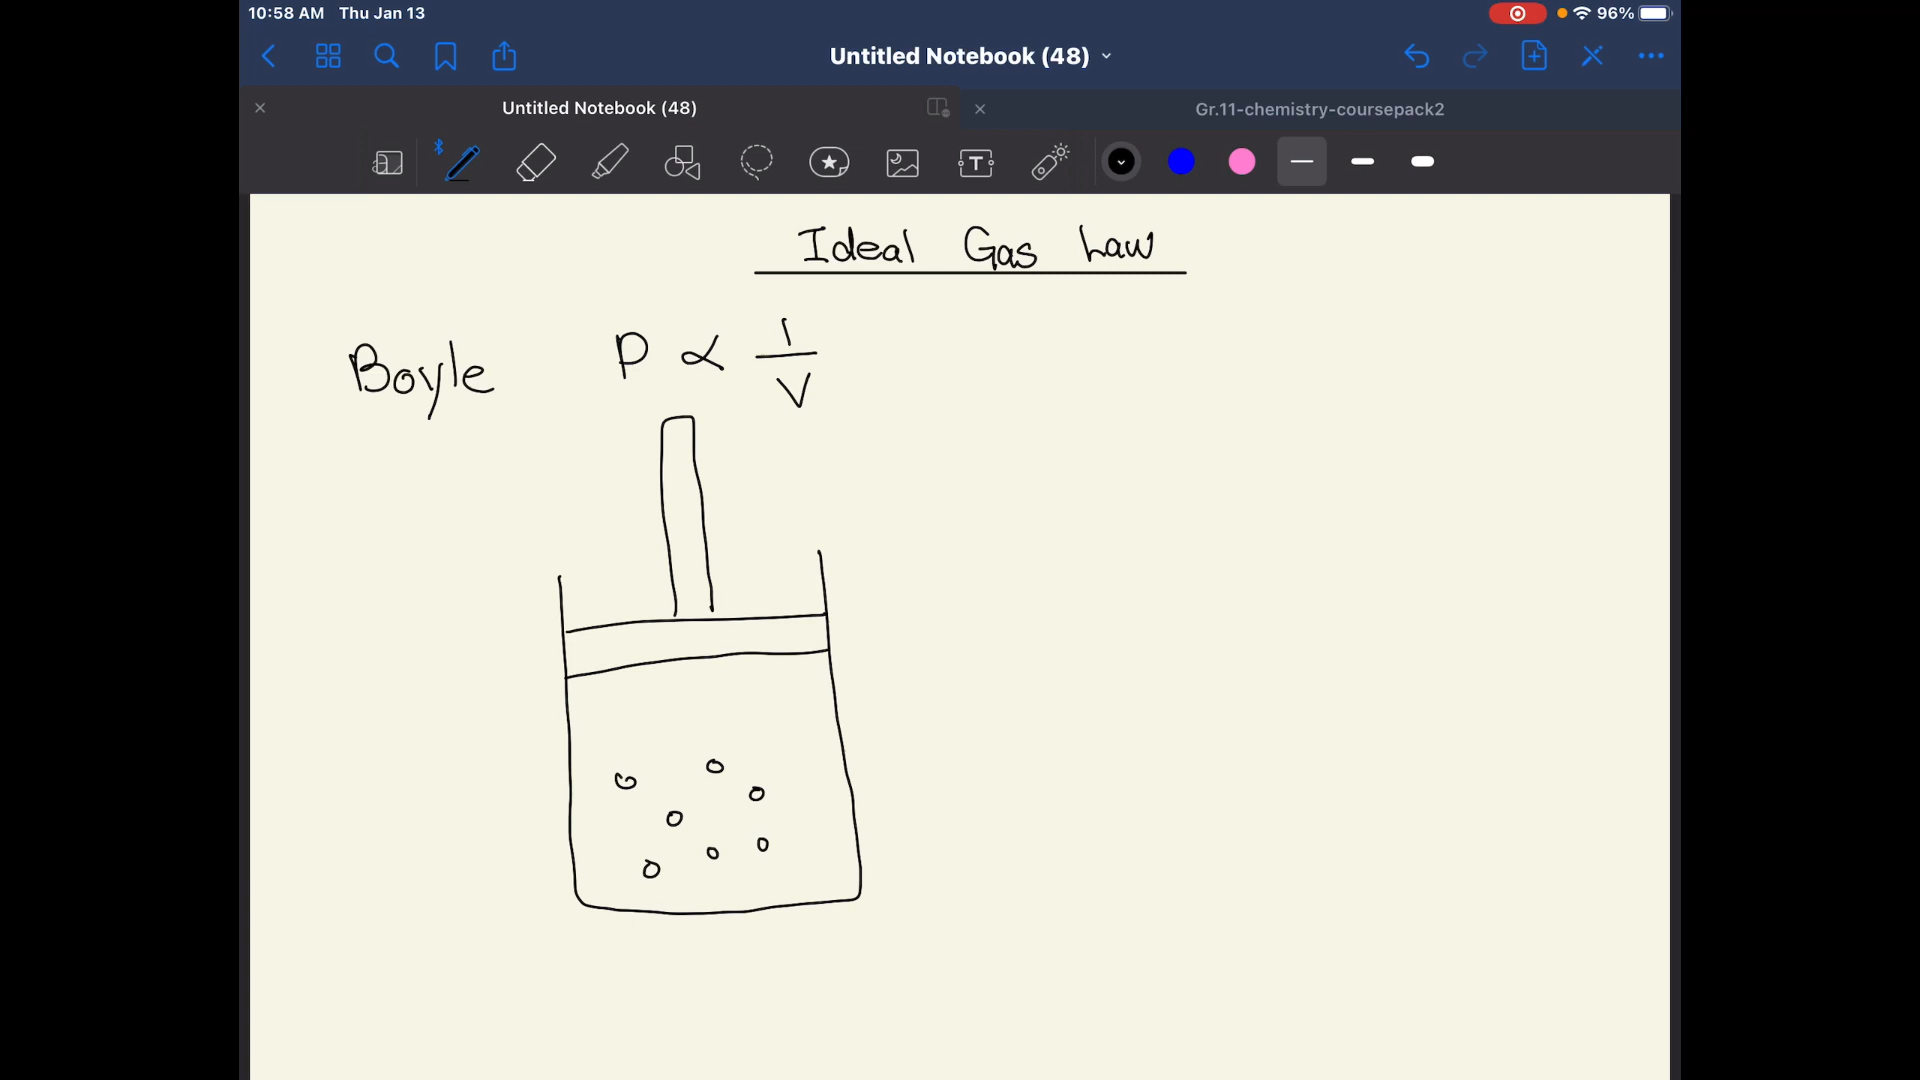 10:58 AM Thu Jan 13
96%
Untitled Notebook (48)
Untitled Notebook (48)
Gr.11-chemistry-coursepack2
T
Ideal Gas Law
Boyle P ∝ 1/V